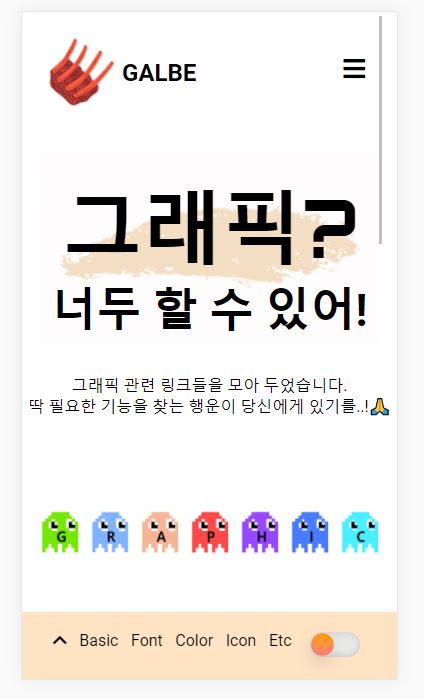 GALBE
그래픽?
너두 할 수 있어!
그래픽 관련 링크들을 모아 두었습니다.
딱 필요한 기능을 찾는 행운이 당신에게 있기를..!🙏
G R A P H I C
Basic Font Color Icon Etc